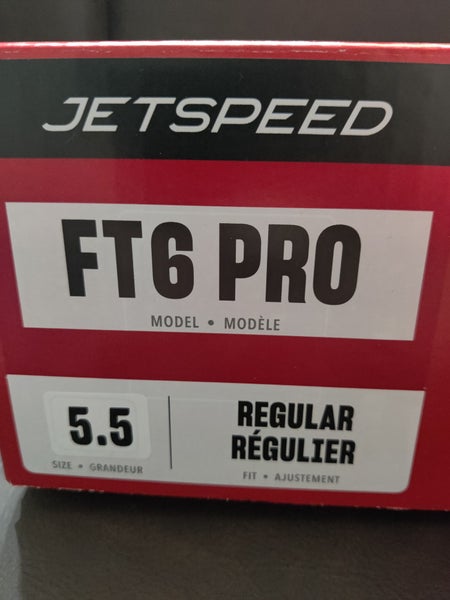 JETSPEED
FT6 PRO
MODEL • MODÈLE
5.5
SIZE • GRANDEUR
REGULAR
RÉGULIER
FIT • AJUSTEMENT